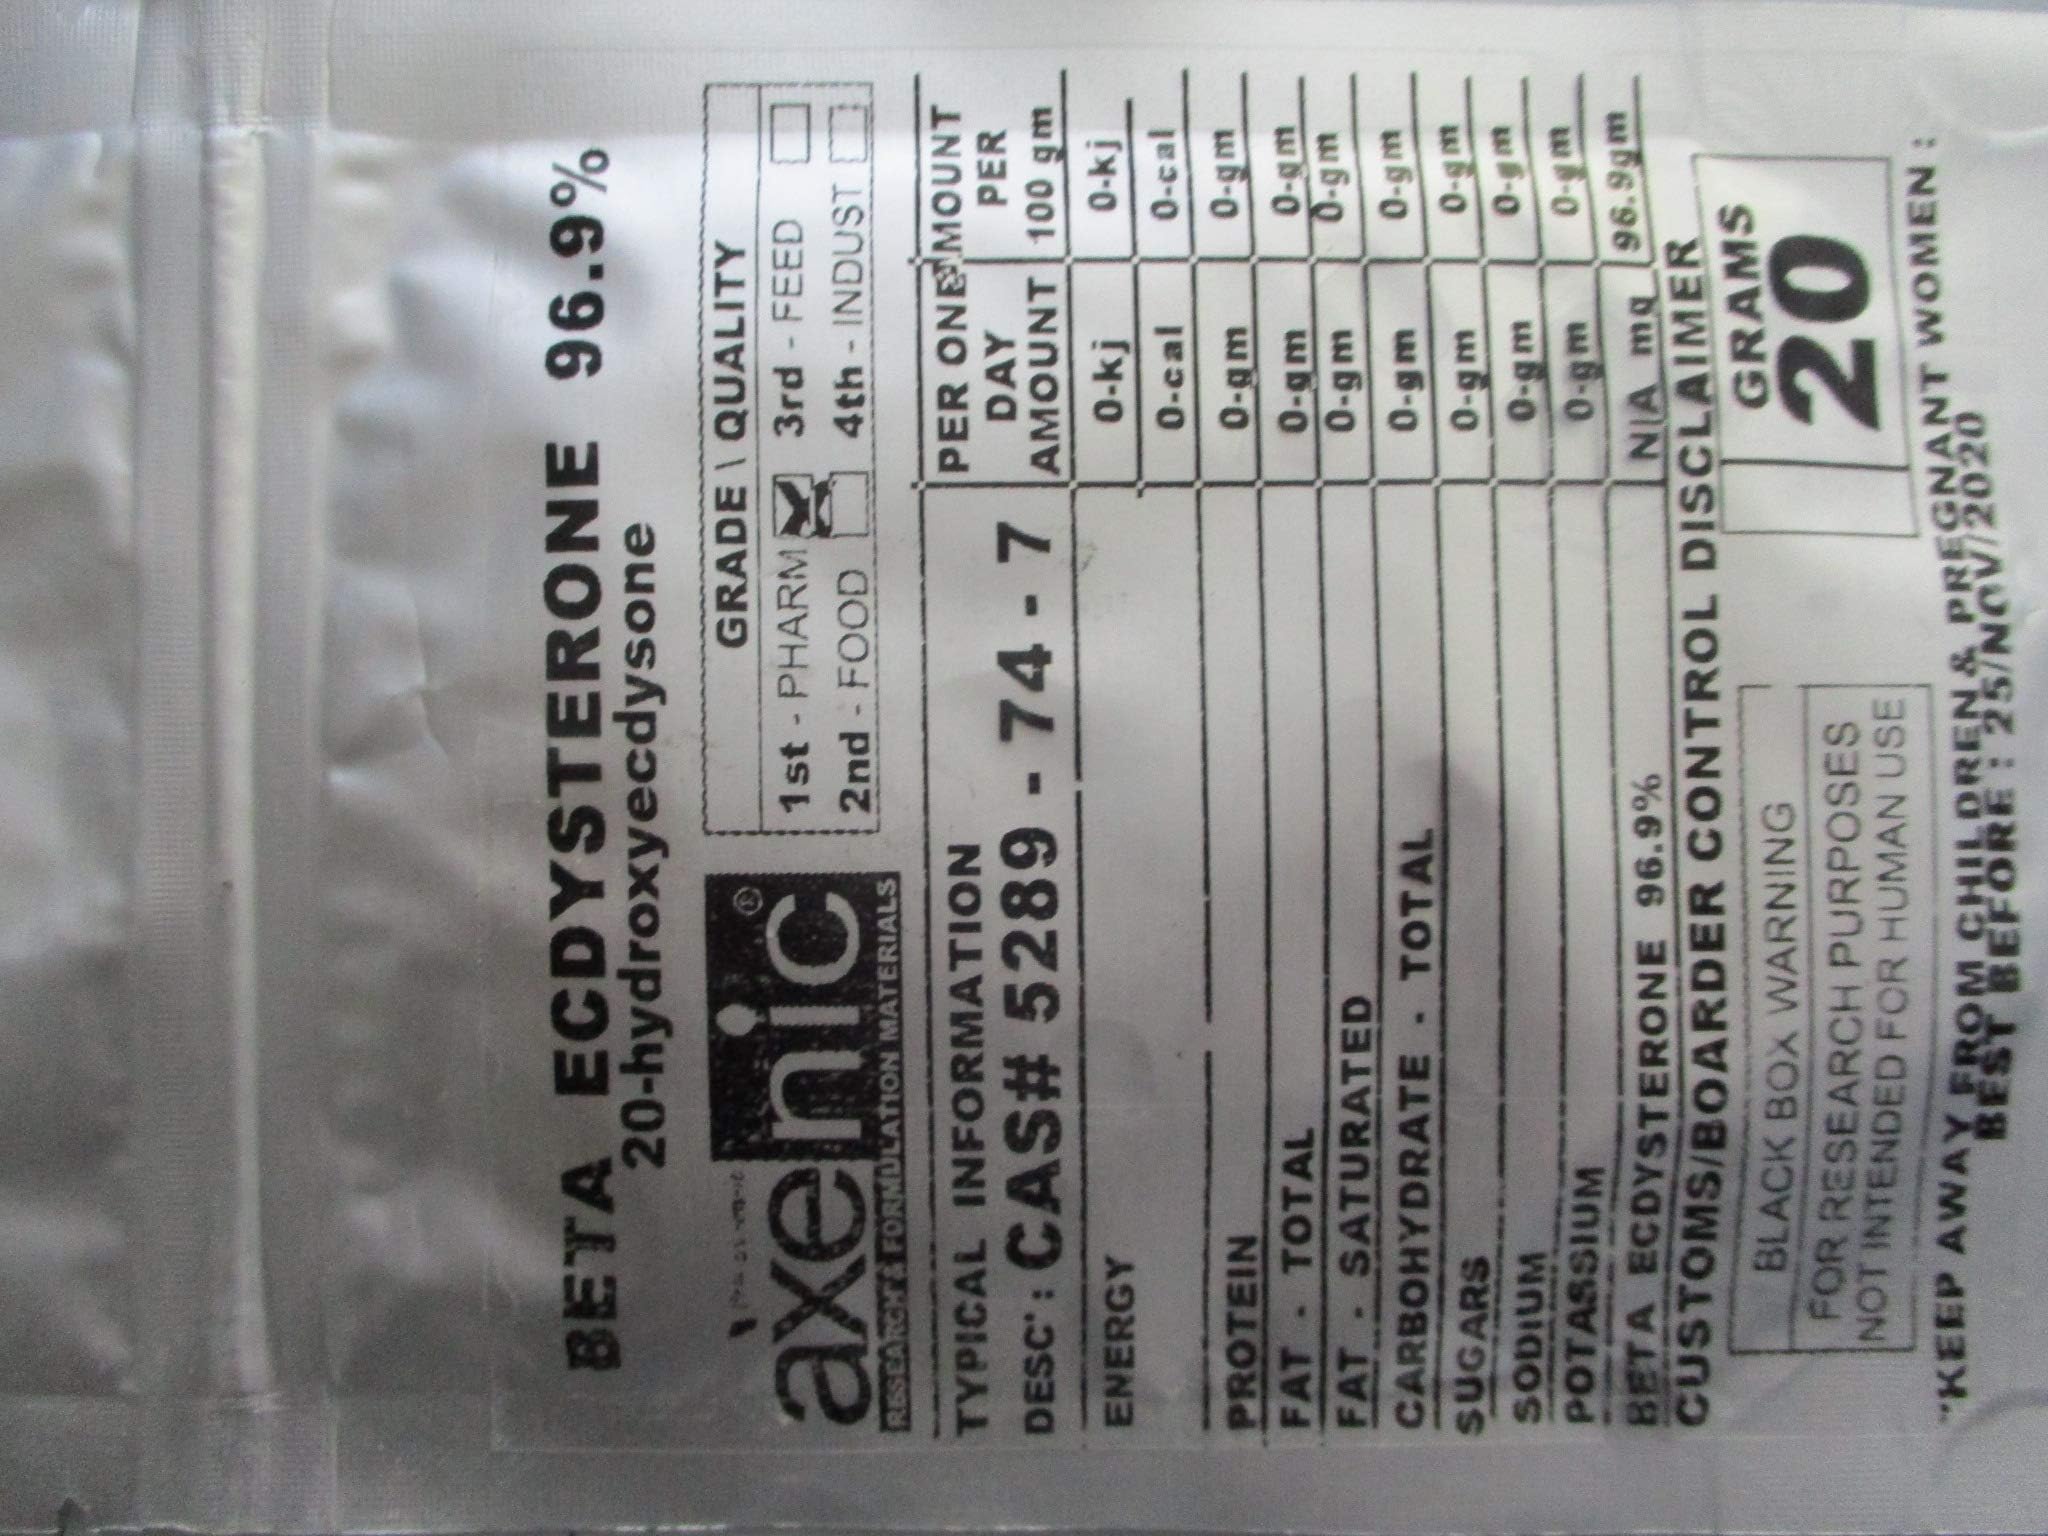 BETA ECDYSTERONE 96.9%
20-hydroxyecdysone
axenic®
RESEARCH & FORMULATION MATERIALS
GRADE \ QUALITY
1st - PHARM 3rd - FEED
2nd - FOOD 4th - INDUST
TYPICAL INFORMATION
DESC' : CAS# 5289 - 74 - 7
PER ONE DAY AMOUNT
AMOUNT PER 100 gm
ENERGY 0-kj 0-kj
0-cal 0-cal
PROTEIN 0-gm 0-gm
FAT - TOTAL 0-gm 0-gm
FAT - SATURATED 0-gm 0-gm
CARBOHYDRATE - TOTAL 0-gm 0-gm
SUGARS 0-gm 0-gm
SODIUM 0-gm 0-gm
POTASSIUM 0-gm 0-gm
BETA ECDYSTERONE 96.9% N|A mg 96.9gm
CUSTOMS/BOARDER CONTROL DISCLAIMER
BLACK BOX WARNING
FOR RESEARCH PURPOSES
NOT INTENDED FOR HUMAN USE
GRAMS
20
"KEEP AWAY FROM CHILDREN & PREGNANT WOMEN :
BEST BEFORE : 25/NOV/2020